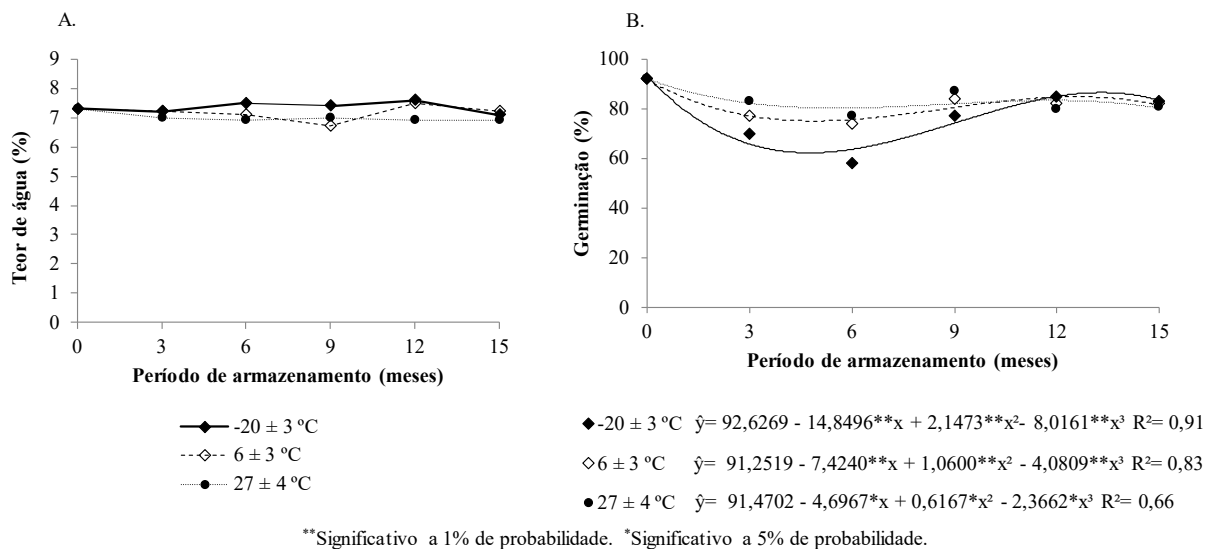 A.
9
8
7
6
5
4
3
2
1
0
Teor de água (%)
0 3 6 9 12 15
Período de armazenamento (meses)
B.
100
80
60
40
20
0
Germinação (%)
0 3 6 9 12 15
Período de armazenamento (meses)
-20 ± 3 ºC
6 ± 3 ºC
27 ± 4 ºC
-20 ± 3 ºC ŷ= 92,6269 - 14,8496**x + 2,1473**x²- 8,0161**x³ R²= 0,91
6 ± 3 ºC ŷ= 91,2519 - 7,4240**x + 1,0600**x² - 4,0809**x³ R²= 0,83
27 ± 4 ºC ŷ= 91,4702 - 4,6967*x + 0,6167*x² - 2,3662*x³ R²= 0,66
**Significativo a 1% de probabilidade. *Significativo a 5% de probabilidade.